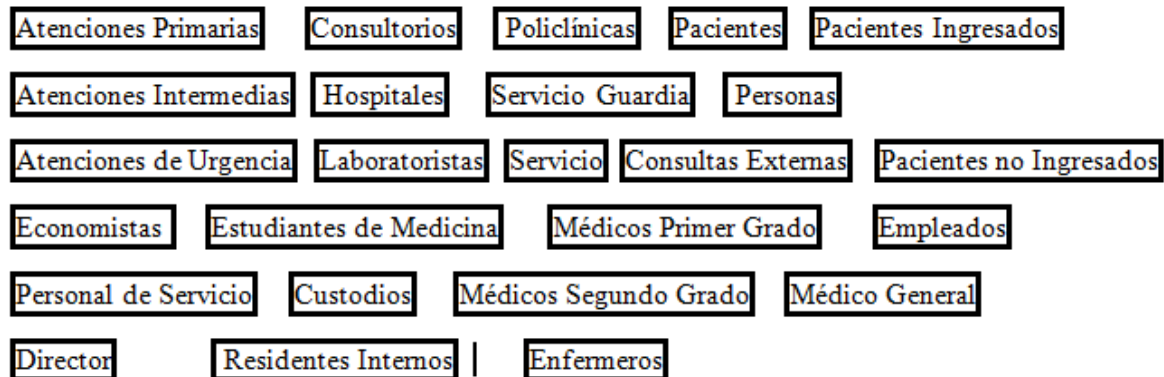 Atenciones Primarias Consultorios Policlínicas Pacientes Pacientes Ingresados
Atenciones Intermedias Hospitales Servicio Guardia Personas
Atenciones de Urgencia Laboratoristas Servicio Consultas Externas Pacientes no Ingresados
Economistas Estudiantes de Medicina Médicos Primer Grado Empleados
Personal de Servicio Custodios Médicos Segundo Grado Médico General
Director Residentes Internos Enfermeros